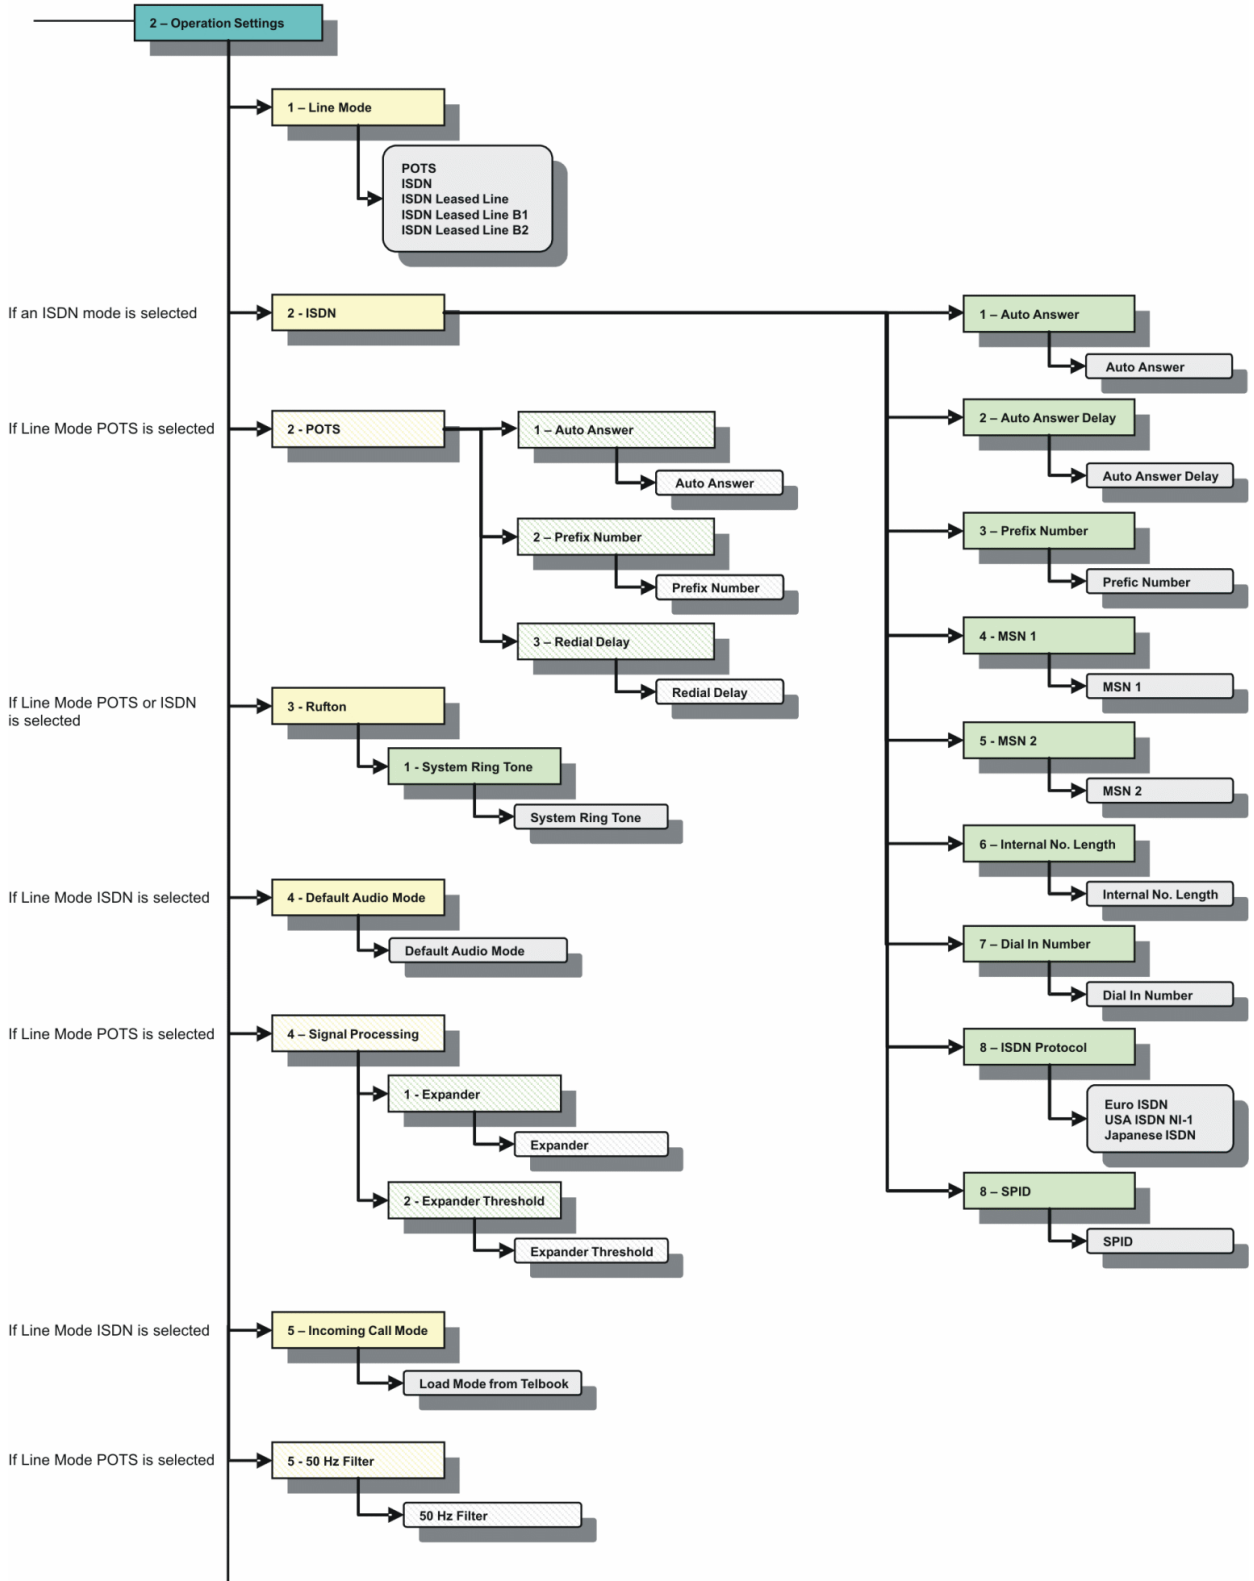 2 – Operation Settings
1 – Line Mode
POTS
ISDN
ISDN Leased Line
ISDN Leased Line B1
ISDN Leased Line B2
If an ISDN mode is selected
2 - ISDN
1 – Auto Answer
Auto Answer
2 – Auto Answer Delay
Auto Answer Delay
3 – Prefix Number
Prefic Number
4 - MSN 1
MSN 1
5 - MSN 2
MSN 2
6 – Internal No. Length
Internal No. Length
7 – Dial In Number
Dial In Number
8 – ISDN Protocol
Euro ISDN
USA ISDN NI-1
Japanese ISDN
8 – SPID
SPID
If Line Mode POTS is selected
2 - POTS
1 – Auto Answer
Auto Answer
2 – Prefix Number
Prefix Number
3 – Redial Delay
Redial Delay
If Line Mode POTS or ISDN
is selected
3 - Rufton
1 - System Ring Tone
System Ring Tone
If Line Mode ISDN is selected
4 - Default Audio Mode
Default Audio Mode
If Line Mode POTS is selected
4 – Signal Processing
1 - Expander
Expander
2 - Expander Threshold
Expander Threshold
If Line Mode ISDN is selected
5 – Incoming Call Mode
Load Mode from Telbook
If Line Mode POTS is selected
5 - 50 Hz Filter
50 Hz Filter